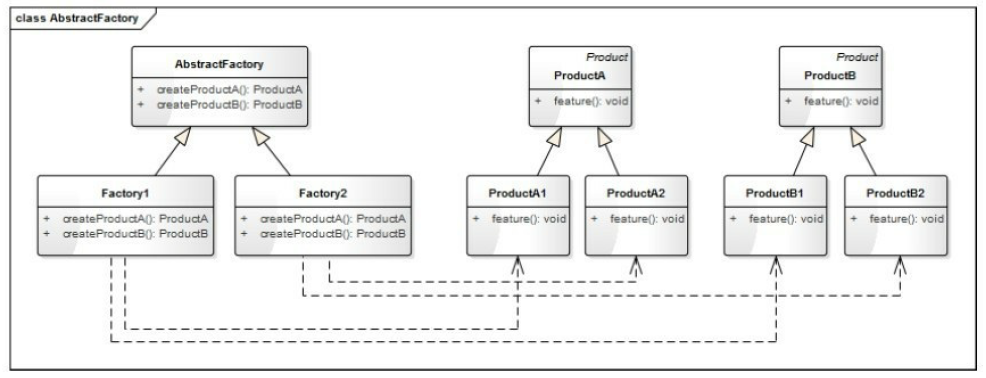 class AbstractFactory
AbstractFactory
+ createProductA(): ProductA
+ createProductB(): ProductB
Product
ProductA
+ feature(): void
Product
ProductB
+ feature(): void
Factory1
+ createProductA(): ProductA
+ createProductB(): ProductB
Factory2
+ createProductA(): ProductA
+ createProductB(): ProductB
ProductA1
+ feature(): void
ProductA2
+ feature(): void
ProductB1
+ feature(): void
ProductB2
+ feature(): void